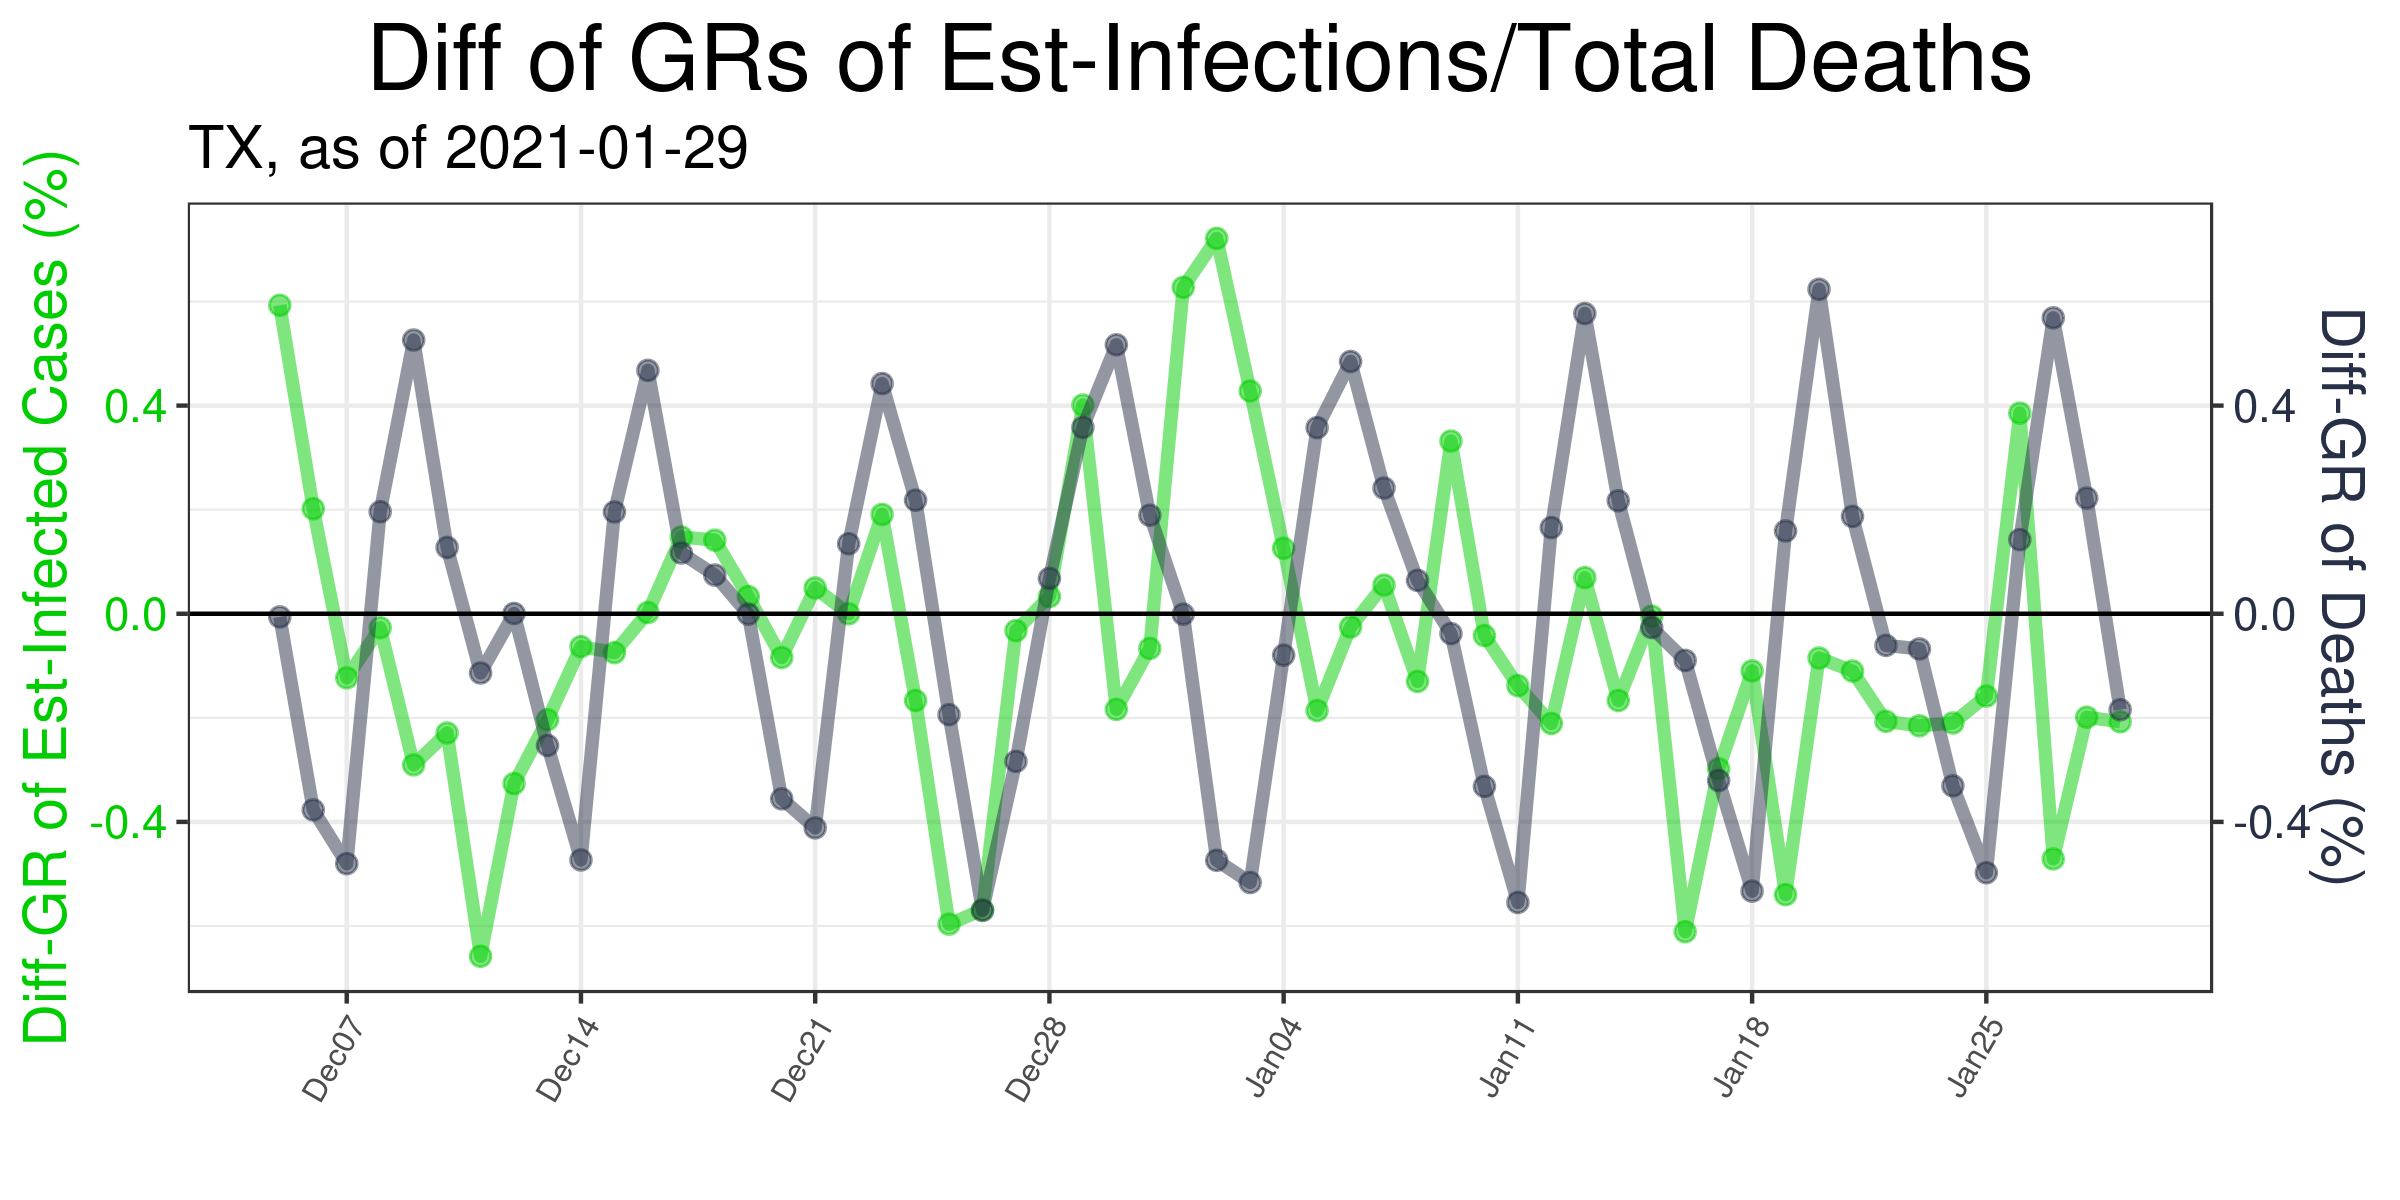 Diff of GRs of Est-Infections/Total Deaths
TX, as of 2021-01-29
Diff-GR of Est-Infected Cases (%)
0.4
0.0
-0.4
0.4
0.0
-0.4
Diff-GR of Deaths (%)
Dec07
Dec14
Dec21
Dec28
Jan04
Jan11
Jan18
Jan25